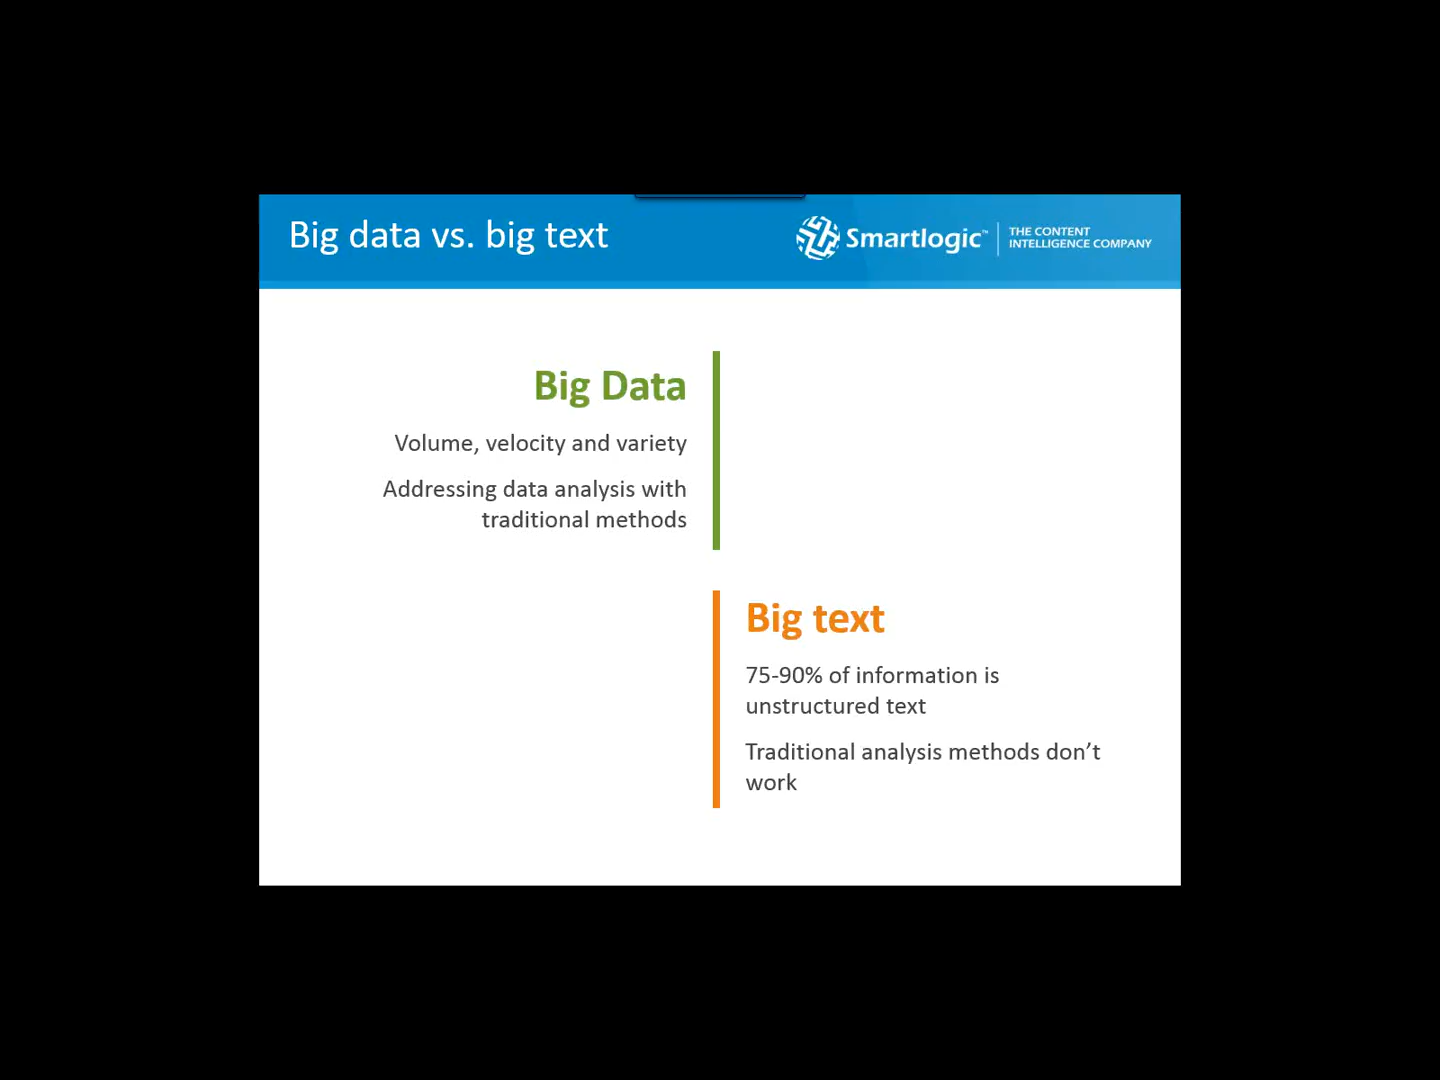 Big data vs. big text
Smartlogic™
THE CONTENT
INTELLIGENCE COMPANY
Big Data
Volume, velocity and variety
Addressing data analysis with
traditional methods
Big text
75-90% of information is
unstructured text
Traditional analysis methods don’t
work